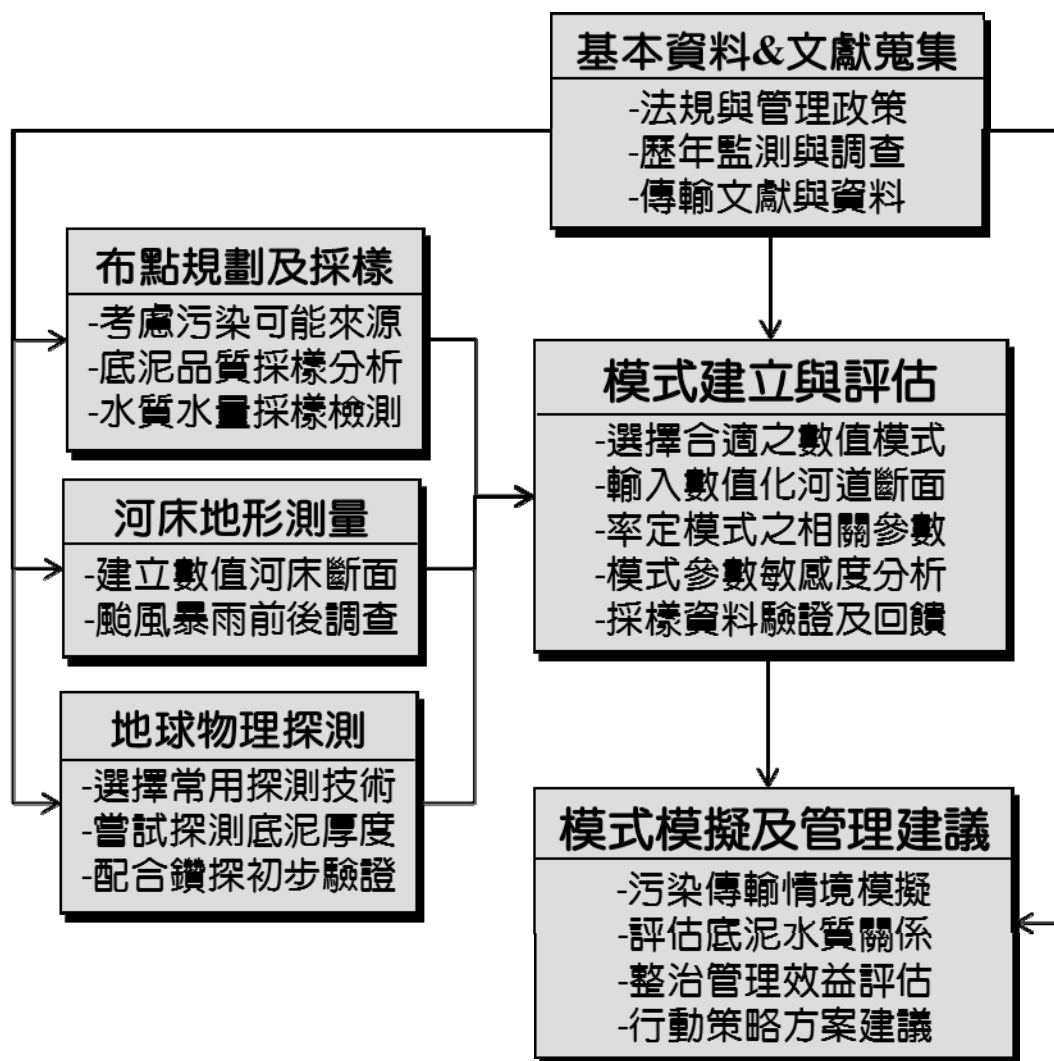 基本資料&文獻蒐集
-法規與管理政策
-歷年監測與調查
-傳輸文獻與資料
布點規劃及採樣
-考慮污染可能來源
-底泥品質採樣分析
-水質水量採樣檢測
河床地形測量
-建立數值河床斷面
-颱風暴雨前後調查
地球物理探測
-選擇常用探測技術
-嘗試探測底泥厚度
-配合鑽探初步驗證
模式建立與評估
-選擇合適之數值模式
-輸入數值化河道斷面
-率定模式之相關參數
-模式參數敏感度分析
-採樣資料驗證及回饋
模式模擬及管理建議
-污染傳輸情境模擬
-評估底泥水質關係
-整治管理效益評估
-行動策略方案建議